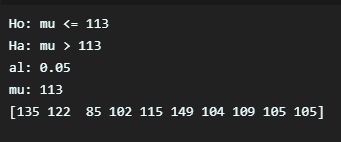 Ho: mu <= 113
Ha: mu > 113
al: 0.05
mu: 113
[135 122  85 102 115 149 104 109 105 105]